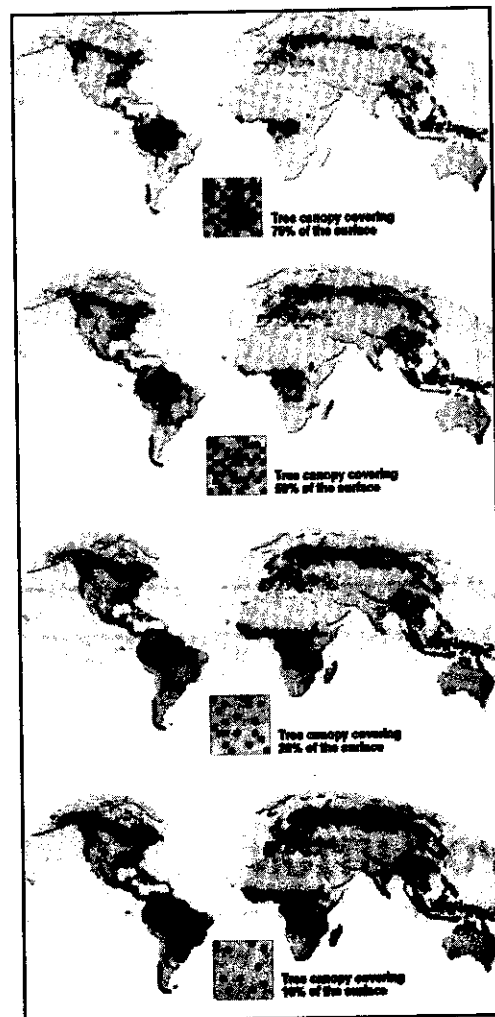 Tree canopy covering
of the surface
Tree canopy covering
of the surface
Tree canopy covering
of the surface
Tree canopy covering
10% of the surface